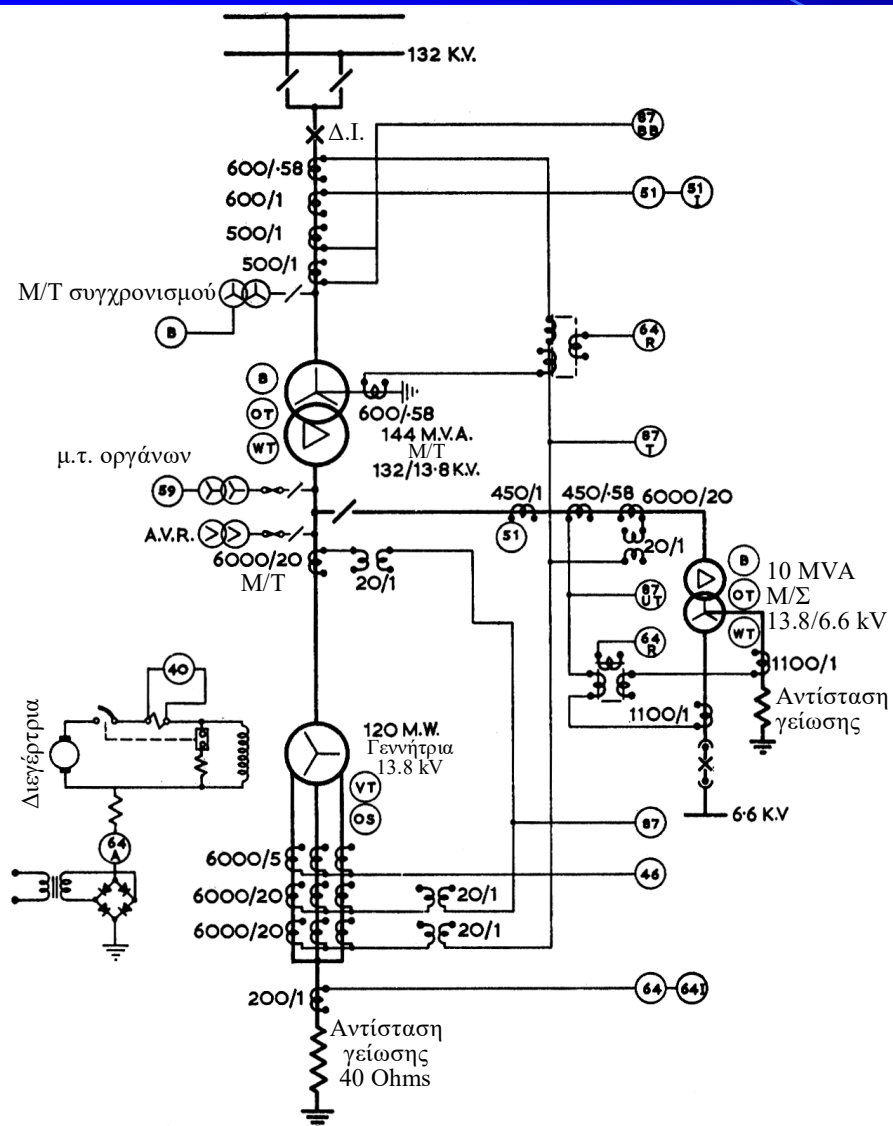 132 K.V.
Δ.Ι.
87 BB
600/·58
600/1
51
51 I
500/1
500/1
Μ/Τ συγχρονισμού
B
64 R
B
OT
WT
600/·58
144 M.V.A.
Μ/Τ
132/13·8 K.V.
87 T
μ.τ. οργάνων
59
A.V.R.
450/1
450/·58
6000/20
51
20/1
6000/20
Μ/Τ
20/1
87 UT
B
OT
WT
10 MVA
Μ/Σ
13.8/6.6 kV
64 R
1100/1
1100/1
Αντίσταση
γείωσης
40
Διεγέρτρια
120 M.W.
Γεννήτρια
13.8 kV
VT
OS
6·6 K.V
87
64 A
6000/5
46
6000/20
20/1
6000/20
20/1
200/1
64
64I
Αντίσταση
γείωσης
40 Ohms